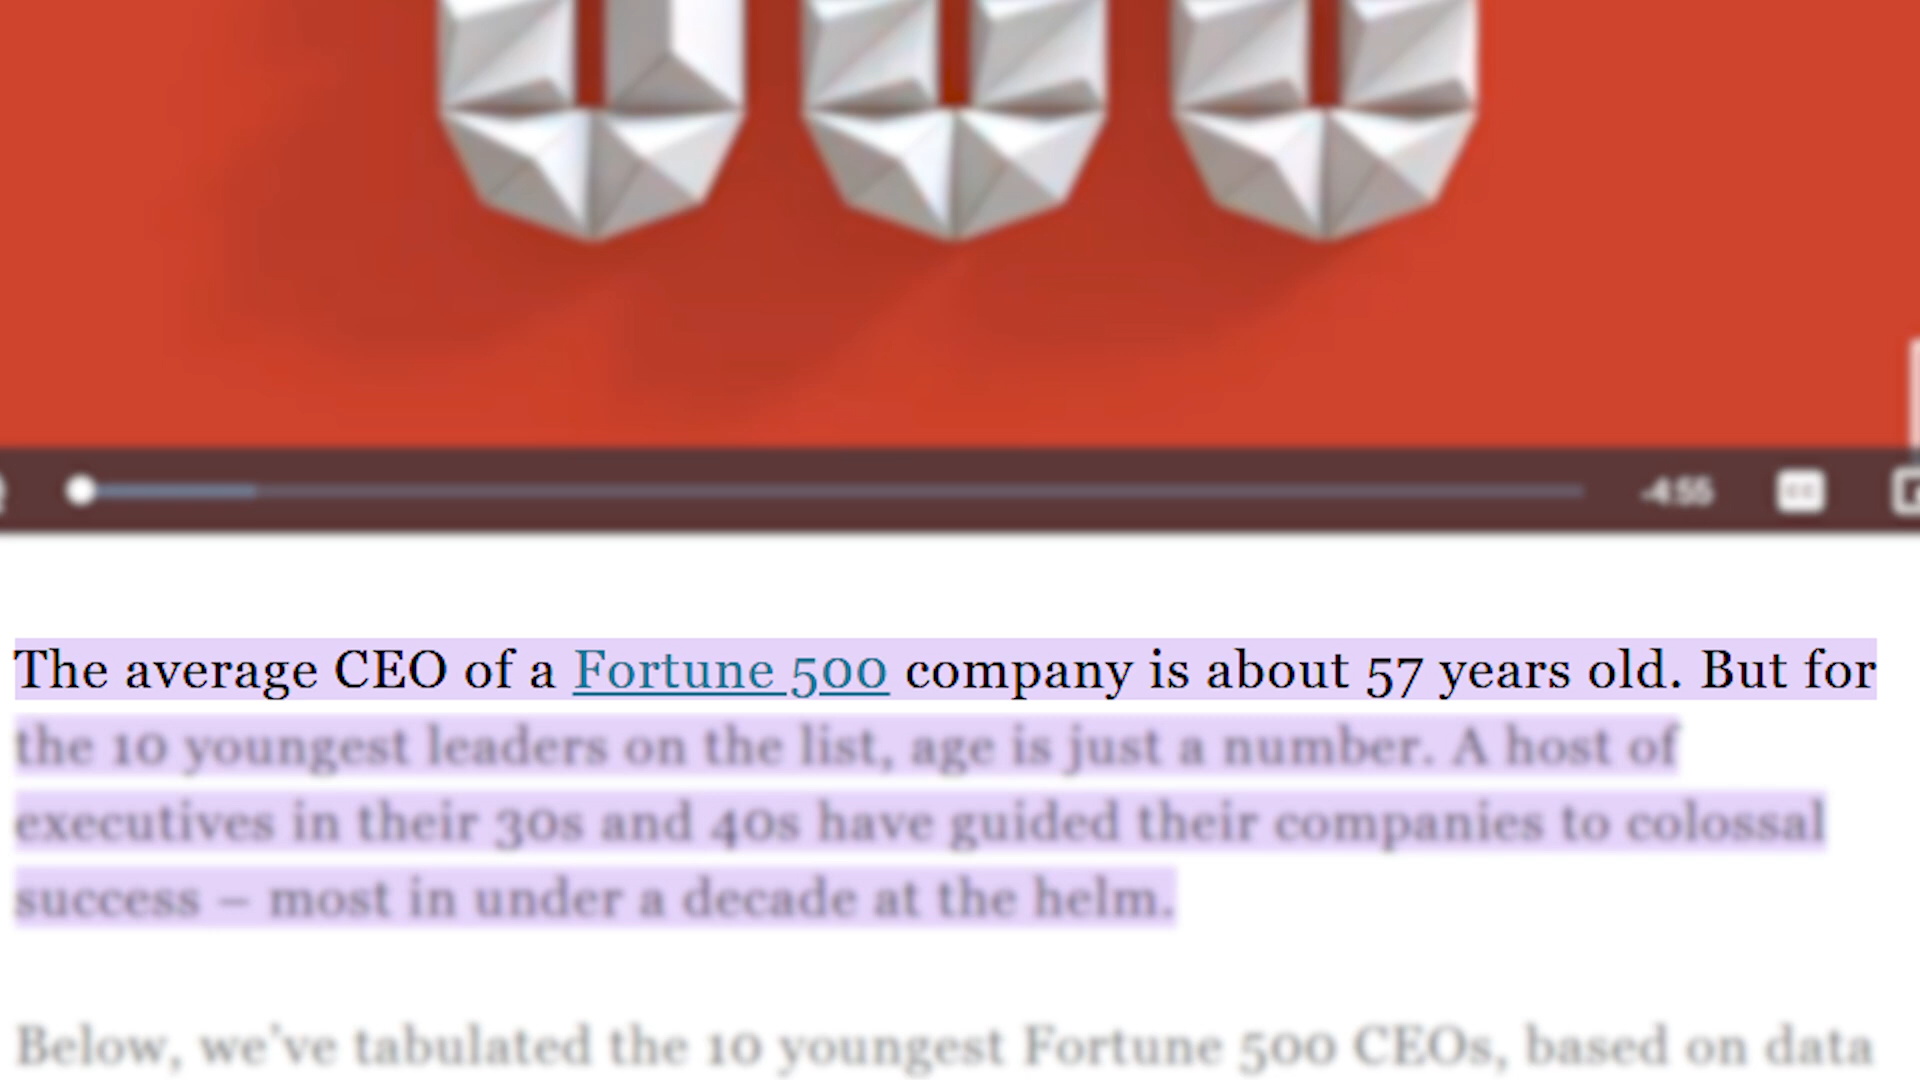 -4:55
CC
The average CEO of a Fortune 500 company is about 57 years old. But for
the 10 youngest leaders on the list, age is just a number. A host of
executives in their 30s and 40s have guided their companies to colossal
success – most in under a decade at the helm.
Below, we've tabulated the 10 youngest Fortune 500 CEOs, based on data